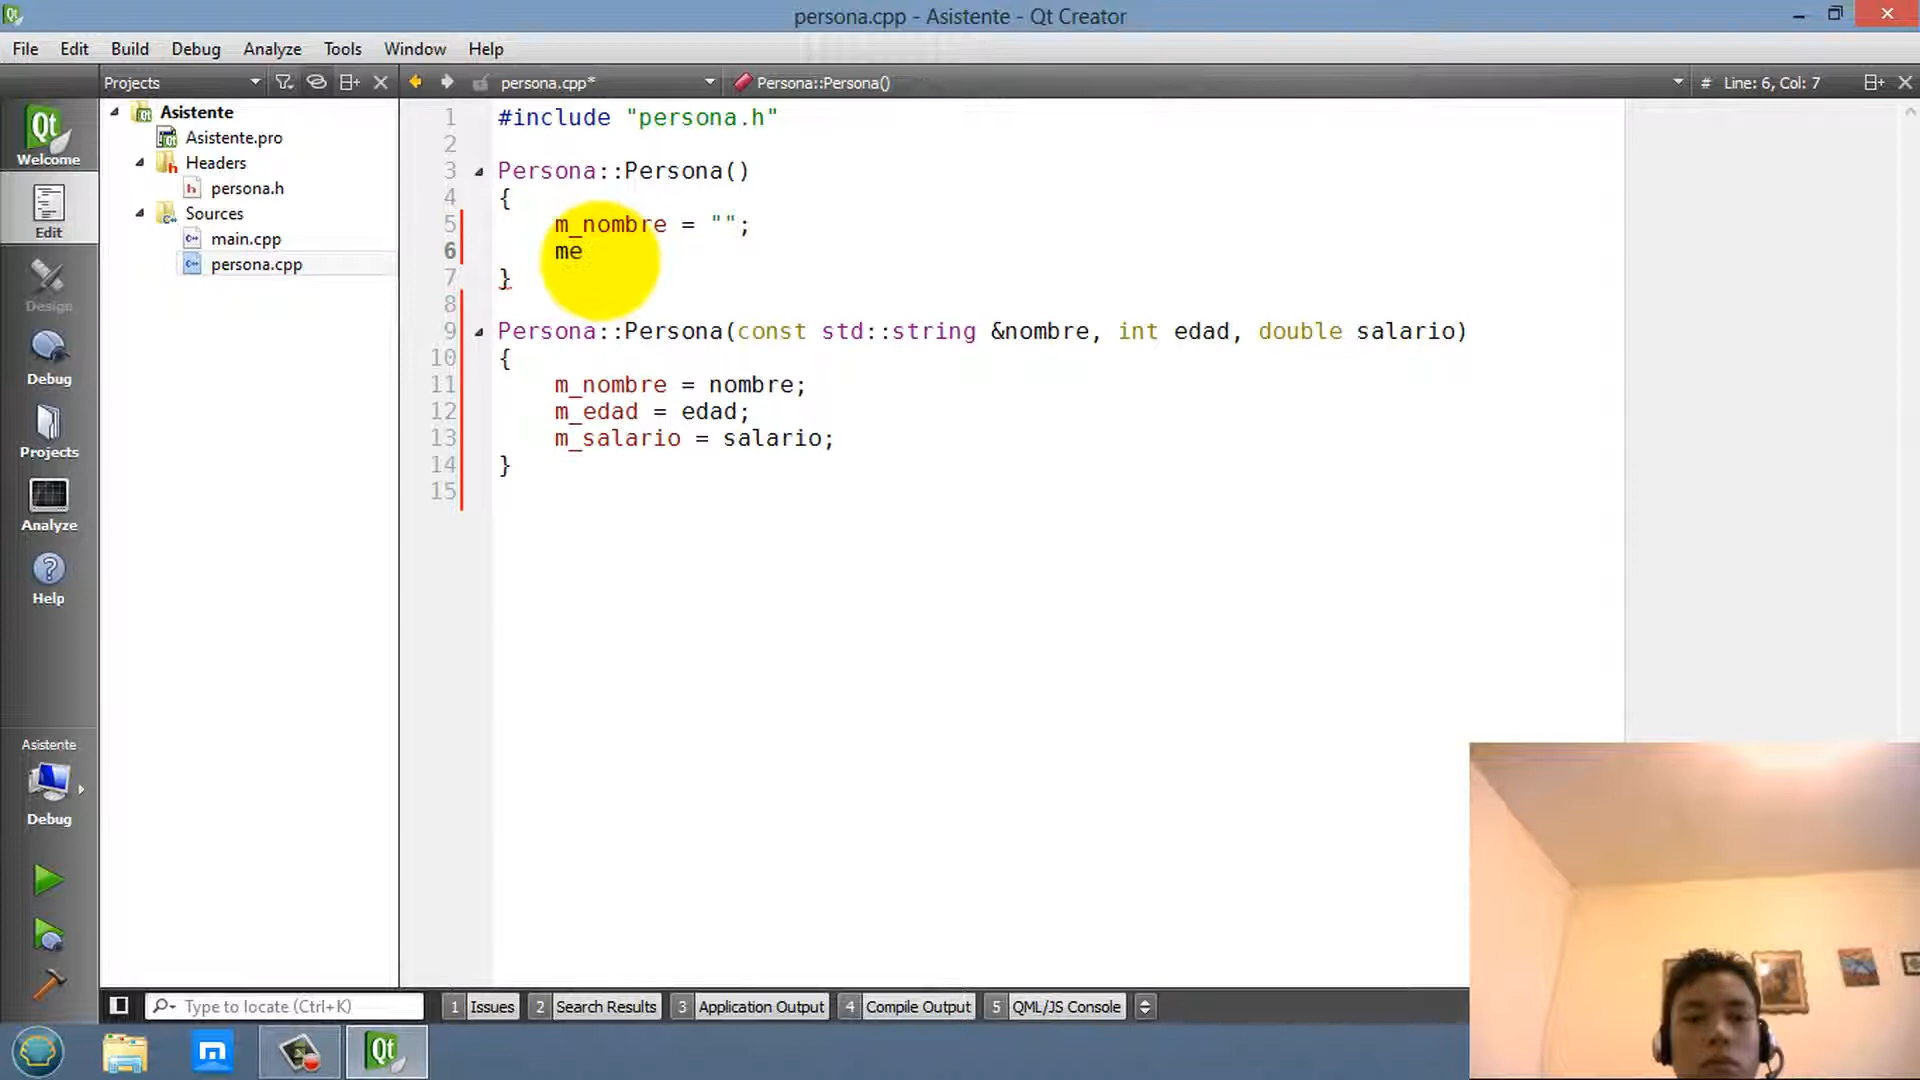 persona.cpp - Asistente - Qt Creator
File Edit Build Debug Analyze Tools Window Help
Projects persona.cpp* Persona::Persona() # Line: 6, Col: 7
Welcome
Edit
Design
Debug
Projects
Analyze
Help
Asistente
Debug
Asistente
Asistente.pro
Headers
persona.h
Sources
main.cpp
persona.cpp
1 #include "persona.h"
2
3 Persona::Persona()
4 {
5 m_nombre = "";
6 me
7 }
8
9 Persona::Persona(const std::string &nombre, int edad, double salario)
10 {
11 m_nombre = nombre;
12 m_edad = edad;
13 m_salario = salario;
14 }
15
Type to locate (Ctrl+K) 1 Issues 2 Search Results 3 Application Output 4 Compile Output 5 QML/JS Console